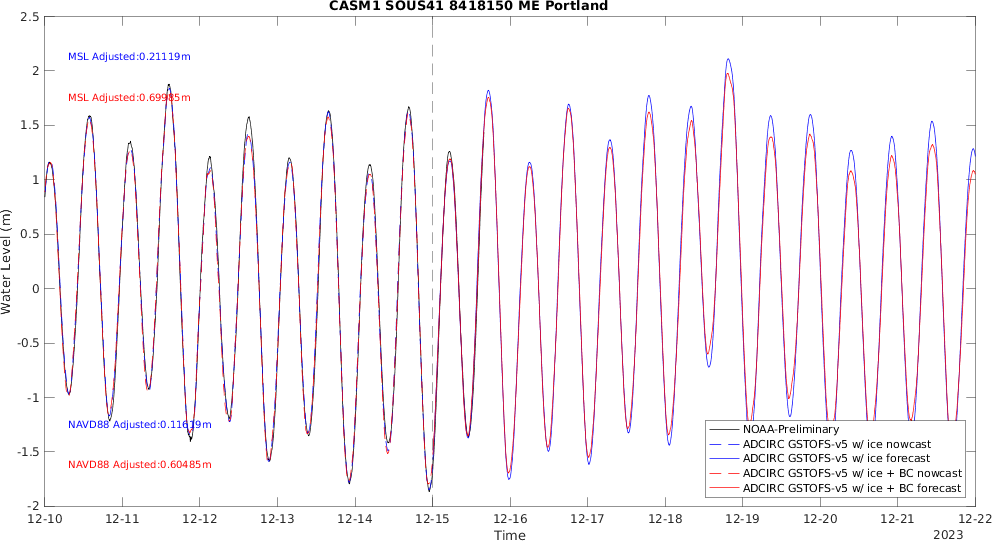 CASM1 SOUS41 8418150 ME Portland
2.5
2
1.5
1
0.5
0
-0.5
-1
-1.5
-2
Water Level (m)
MSL Adjusted:0.21119m
MSL Adjusted:0.69985m
NAVD88 Adjusted:0.11619m
NAVD88 Adjusted:0.60485m
NOAA-Preliminary
ADCIRC GSTOFS-v5 w/ ice nowcast
ADCIRC GSTOFS-v5 w/ ice forecast
ADCIRC GSTOFS-v5 w/ ice + BC nowcast
ADCIRC GSTOFS-v5 w/ ice + BC forecast
12-10 12-11 12-12 12-13 12-14 12-15 12-16 12-17 12-18 12-19 12-20 12-21 12-22
Time
2023